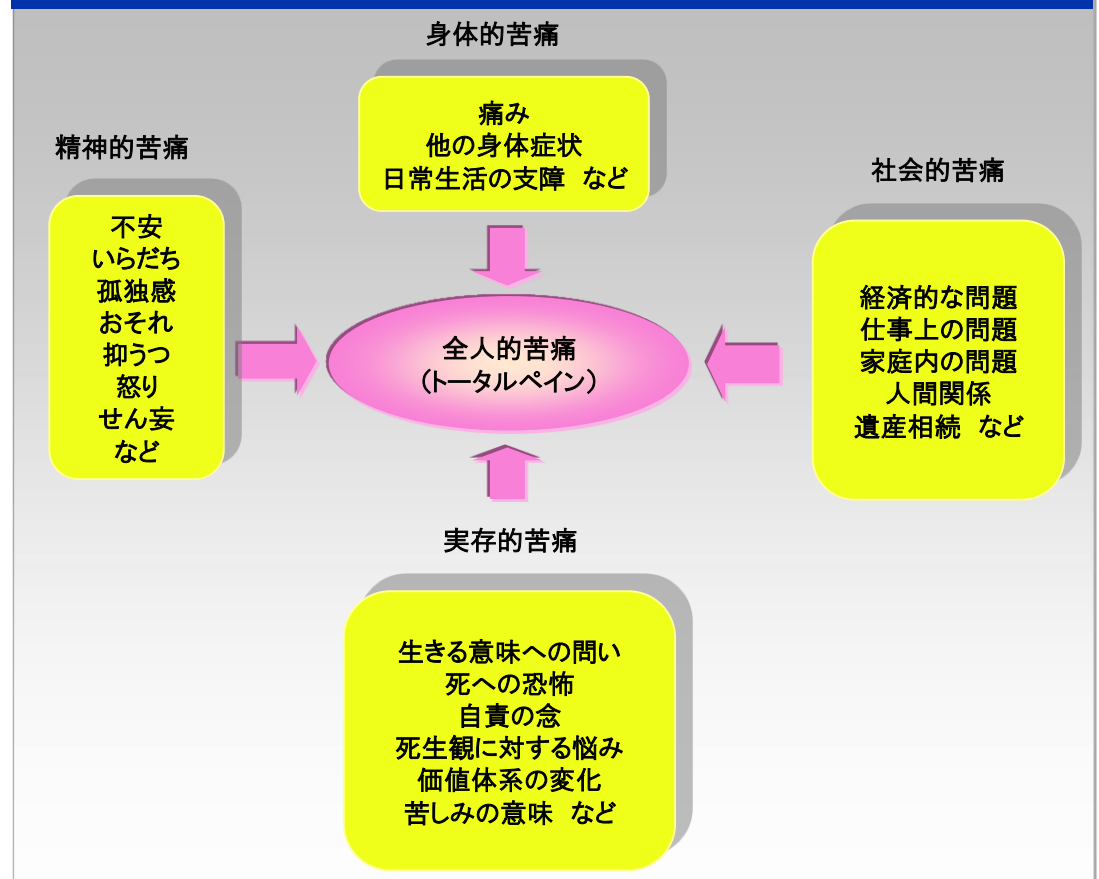 身体的苦痛
痛み
他の身体症状
日常生活の支障 など
精神的苦痛
不安
いらだち
孤独感
おそれ
抑うつ
怒り
せん妄
など
社会的苦痛
経済的な問題
仕事上の問題
家庭内の問題
人間関係
遺産相続 など
全人的苦痛
（トータルペイン）
実存的苦痛
生きる意味への問い
死への恐怖
自責の念
死生観に対する悩み
価値体系の変化
苦しみの意味 など